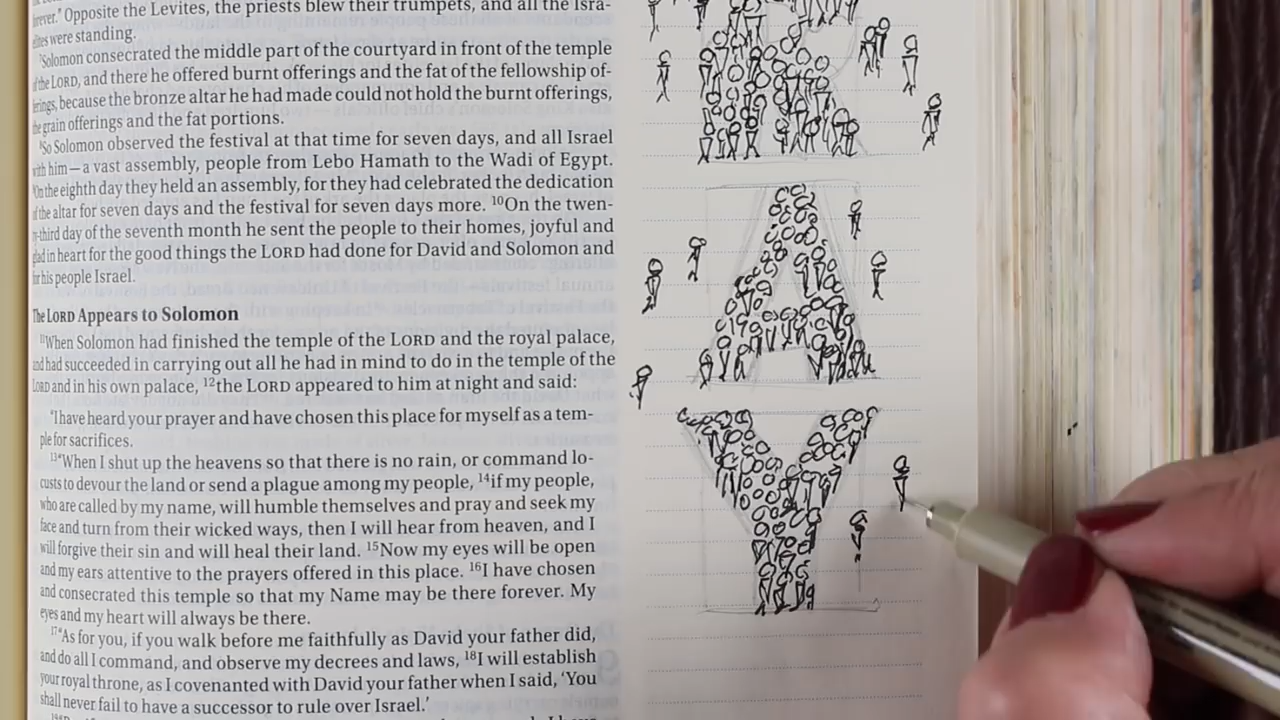 forever." Opposite the Levites, the priests blew their trumpets, and all the Isra-
elites were standing.
7Solomon consecrated the middle part of the courtyard in front of the temple
of the LORD, and there he offered burnt offerings and the fat of the fellowship of-
ferings, because the bronze altar he had made could not hold the burnt offerings,
the grain offerings and the fat portions.
8So Solomon observed the festival at that time for seven days, and all Israel
with him—a vast assembly, people from Lebo Hamath to the Wadi of Egypt.
9On the eighth day they held an assembly, for they had celebrated the dedication
of the altar for seven days and the festival for seven days more. 10On the twen-
ty-third day of the seventh month he sent the people to their homes, joyful and
glad in heart for the good things the LORD had done for David and Solomon and
for his people Israel.
The LORD Appears to Solomon
11When Solomon had finished the temple of the LORD and the royal palace,
and had succeeded in carrying out all he had in mind to do in the temple of the
LORD and in his own palace, 12the LORD appeared to him at night and said:
"I have heard your prayer and have chosen this place for myself as a tem-
ple for sacrifices.
13"When I shut up the heavens so that there is no rain, or command lo-
custs to devour the land or send a plague among my people, 14if my people,
who are called by my name, will humble themselves and pray and seek my
face and turn from their wicked ways, then I will hear from heaven, and I
will forgive their sin and will heal their land. 15Now my eyes will be open
and my ears attentive to the prayers offered in this place. 16I have chosen
and consecrated this temple so that my Name may be there forever. My
eyes and my heart will always be there.
17"As for you, if you walk before me faithfully as David your father did,
and do all I command, and observe my decrees and laws, 18I will establish
your royal throne, as I covenanted with David your father when I said, 'You
shall never fail to have a successor to rule over Israel.'
R
A
Y